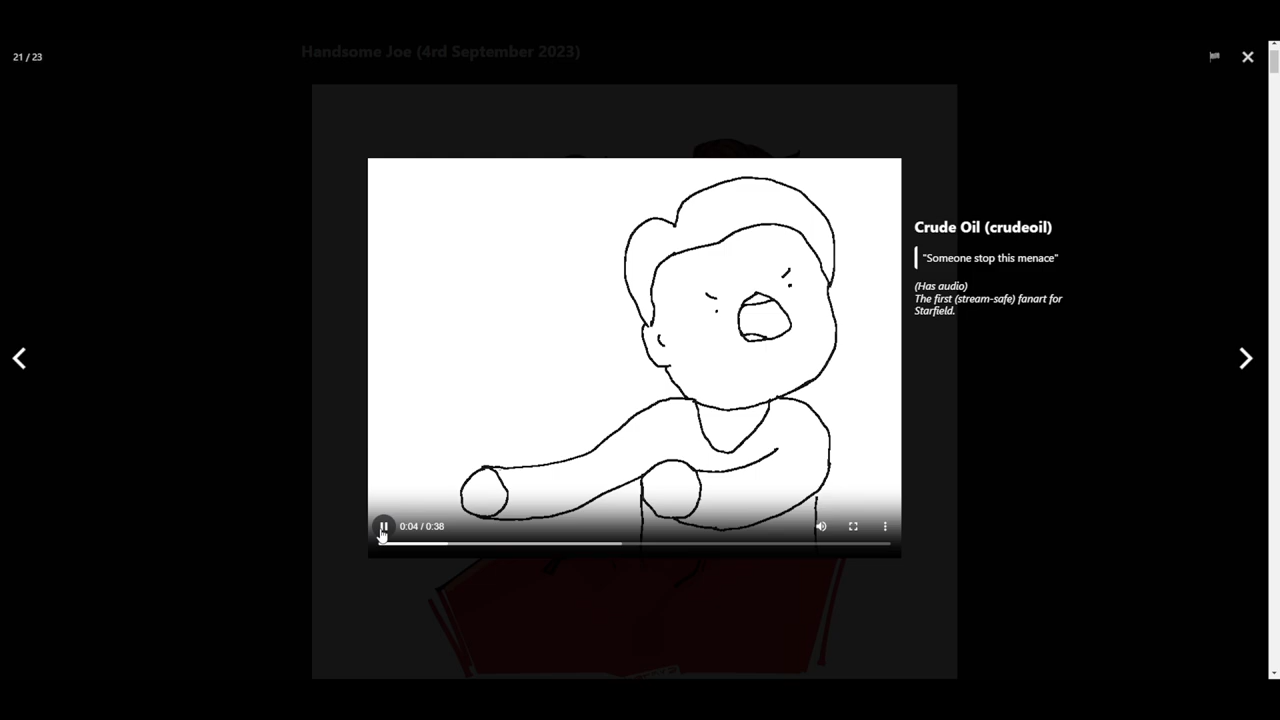 Handsome Joe (4rd September 2023)
21 / 23
Crude Oil (crudeoil)
"Someone stop this menace"
(Has audio)
The first (stream-safe) fanart for
Starfield.
0:04 / 0:38